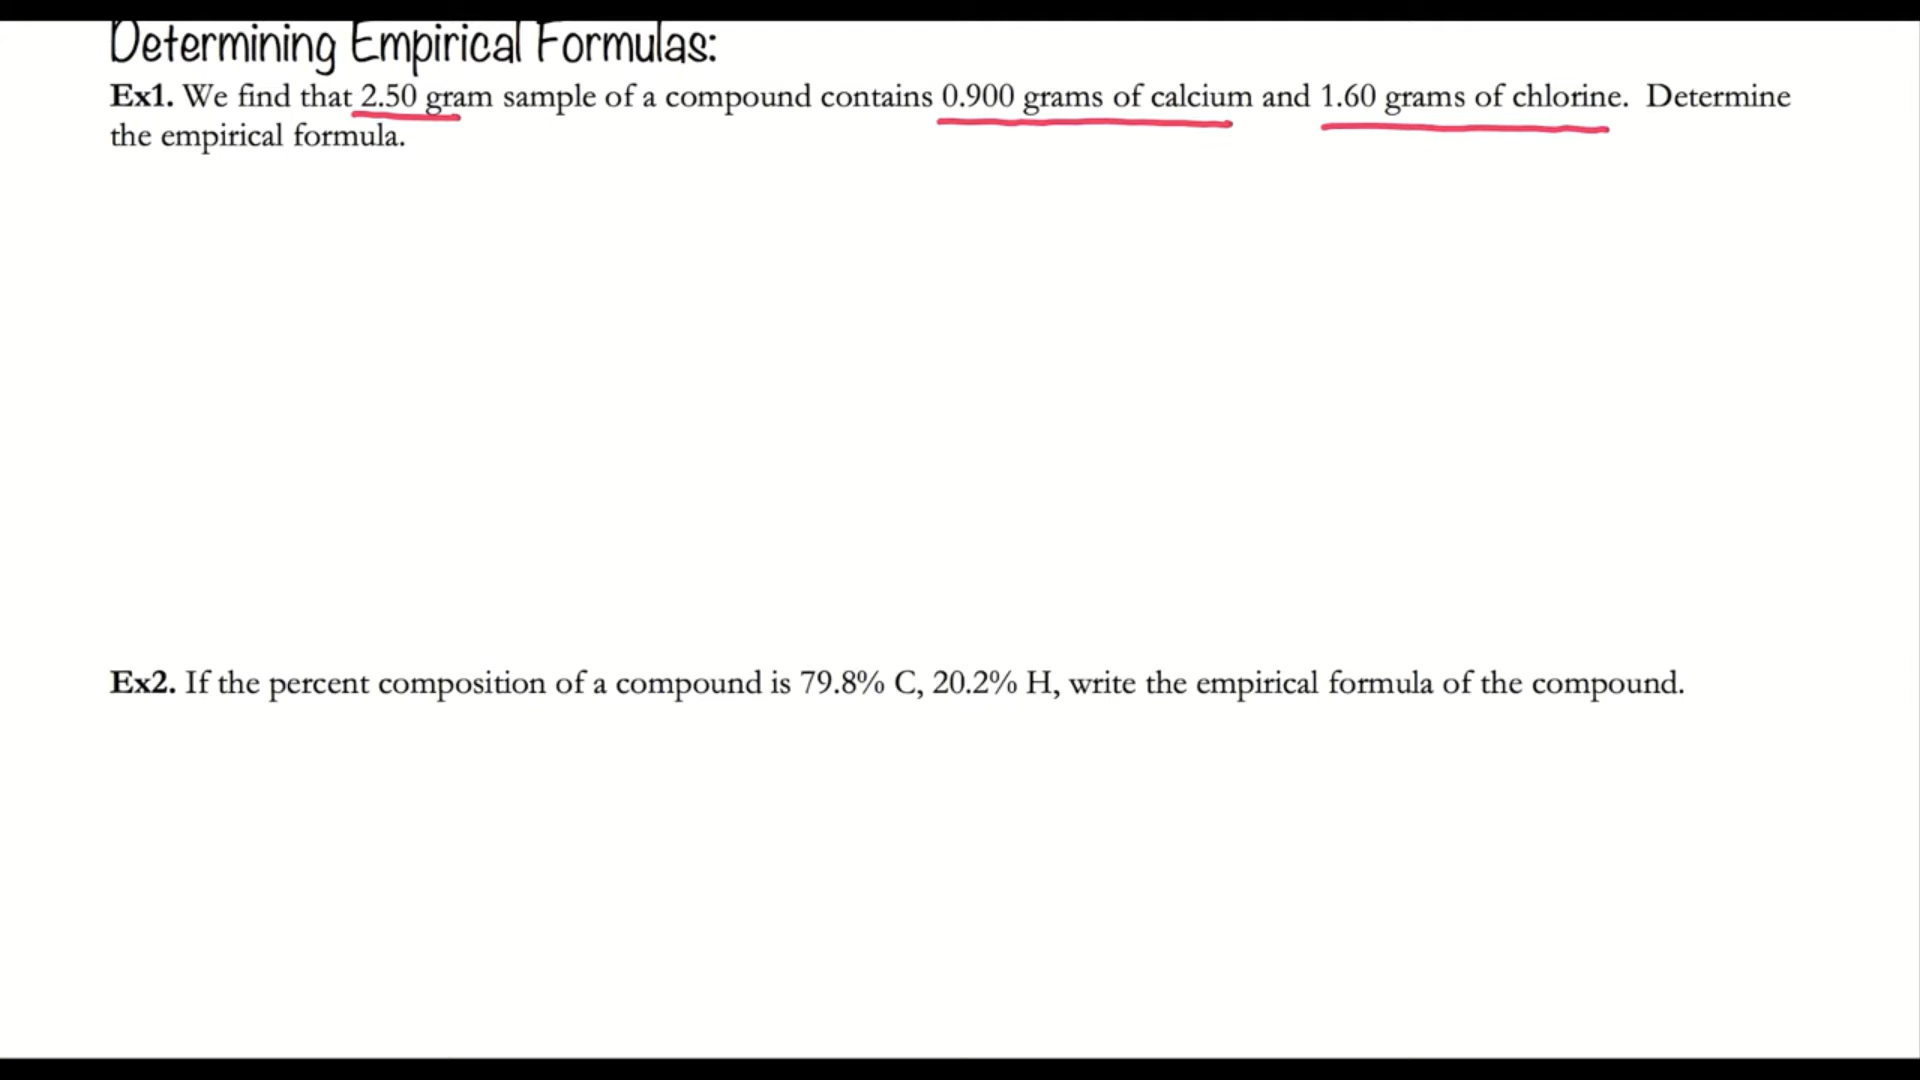 Determining Empirical Formulas:
Ex1. We find that 2.50 gram sample of a compound contains 0.900 grams of calcium and 1.60 grams of chlorine. Determine
the empirical formula.
Ex2. If the percent composition of a compound is 79.8% C, 20.2% H, write the empirical formula of the compound.